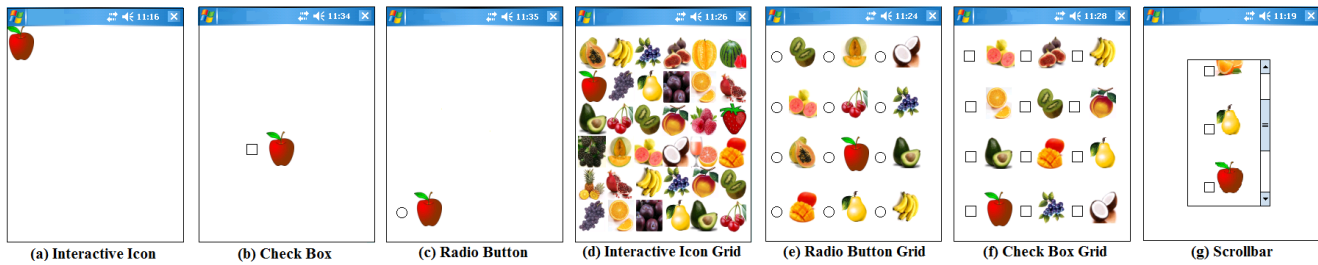 11:16
11:34
11:35
11:26
11:24
11:28
11:19
(a) Interactive Icon
(b) Check Box
(c) Radio Button
(d) Interactive Icon Grid
(e) Radio Button Grid
(f) Check Box Grid
(g) Scrollbar